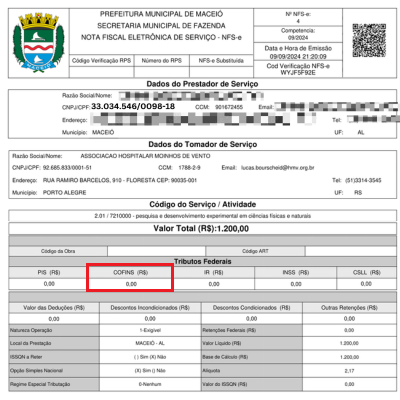 PREFEITURA MUNICIPAL DE MACEIÓ
SECRETARIA MUNICIPAL DE FAZENDA
NOTA FISCAL ELETRÔNICA DE SERVIÇO - NFS-e
Código Verificação RPS Número do RPS NFS-e Substituída
Nº NFS-e:
4
Competencia:
09/2024
Data e Hora de Emissão
09/09/2024 21:20:09
Cod Verificação NFS-e
WYJF5F92E
MACEIÓ
Dados do Prestador de Serviço
Razão Social/Nome:
CNPJ/CPF: 33.034.546/0098-18 CCM: 901672455 Email:
Endereço: Tel:
Município: MACEIÓ UF: AL
Dados do Tomador de Serviço
Razão Social/Nome: ASSOCIACAO HOSPITALAR MOINHOS DE VENTO
CNPJ/CPF: 92.685.833/0001-51 CCM: 1788-2-9 Email: lucas.bourscheid@hmv.org.br
Endereço: RUA RAMIRO BARCELOS, 910 - FLORESTA CEP: 90035-001 Tel: (51)3314-3545
Município: PORTO ALEGRE UF: RS
Código do Serviço / Atividade
2.01 / 7210000 - pesquisa e desenvolvimento experimental em ciências físicas e naturais
Valor Total (R$):1.200,00
Código da Obra Código ART
Tributos Federais
PIS (R$) COFINS (R$) IR (R$) INSS (R$) CSLL (R$)
0,00 0,00 0,00 0,00 0,00
Valor das Deduções (R$) Descontos Incondicionados (R$) Descontos Condicionados (R$) Outras Retenções (R$)
0,00 0,00 0,00 0,00
Natureza Operação 1-Exigível Retenções Federais (R$) 0,00
Local da Prestação MACEIO - AL Valor Líquido (R$) 1.200,00
ISSQN a Reter ( ) Sim (X) Não Base de Cálculo (R$) 1.200,00
Opção Simples Nacional (X) Sim ( ) Não Alíquota 2,17
Regime Especial Tributação 0-Nenhum Valor do ISSQN (R$) 0,00